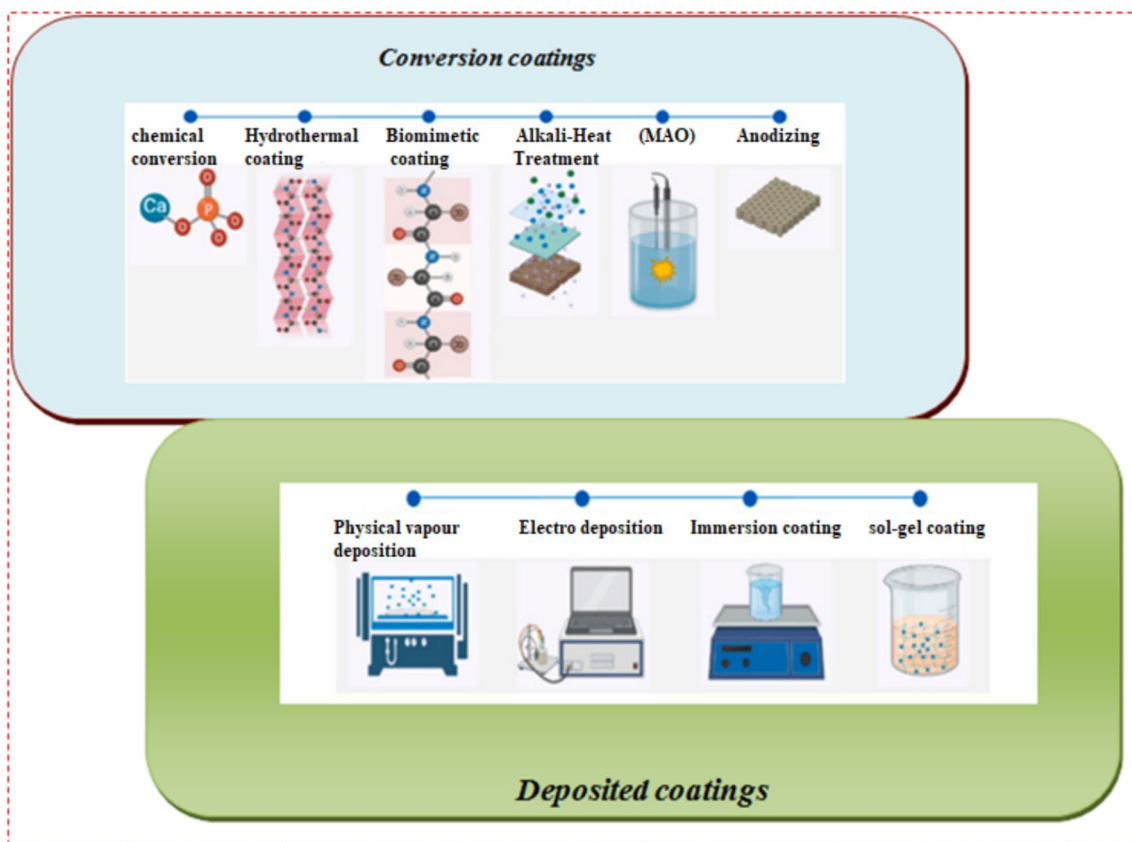 Conversion coatings
chemical
conversion
Hydrothermal
coating
Biomimetic
coating
Alkali-Heat
Treatment
(MAO)
Anodizing
Ca
O
P
O
O
O
Physical vapour
deposition
Electro deposition
Immersion coating
sol-gel coating
Deposited coatings